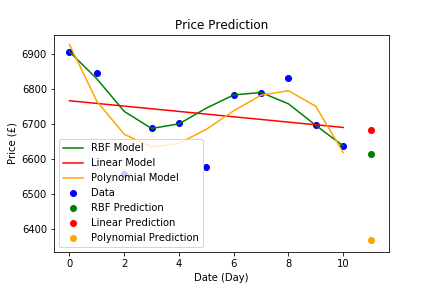 Price Prediction
Price (£)
6900
6800
6700
6600
6500
6400
RBF Model
Linear Model
Polynomial Model
Data
RBF Prediction
Linear Prediction
Polynomial Prediction
0 2 4 6 8 10
Date (Day)